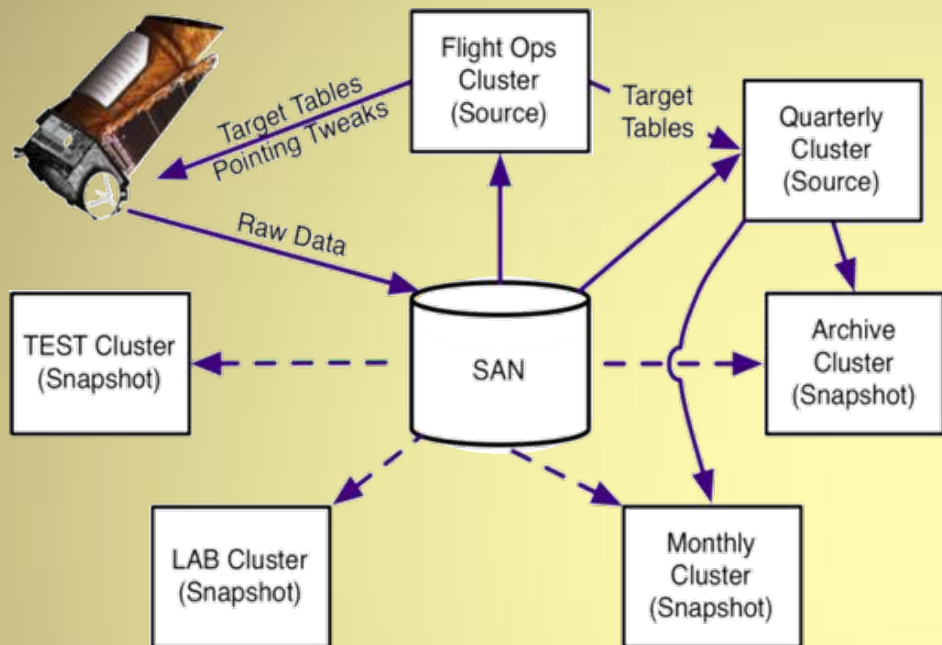 Flight Ops
Cluster
(Source)
Target Tables
Pointing Tweaks
Target
Tables
Quarterly
Cluster
(Source)
Raw Data
TEST Cluster
(Snapshot)
SAN
Archive
Cluster
(Snapshot)
LAB Cluster
(Snapshot)
Monthly
Cluster
(Snapshot)